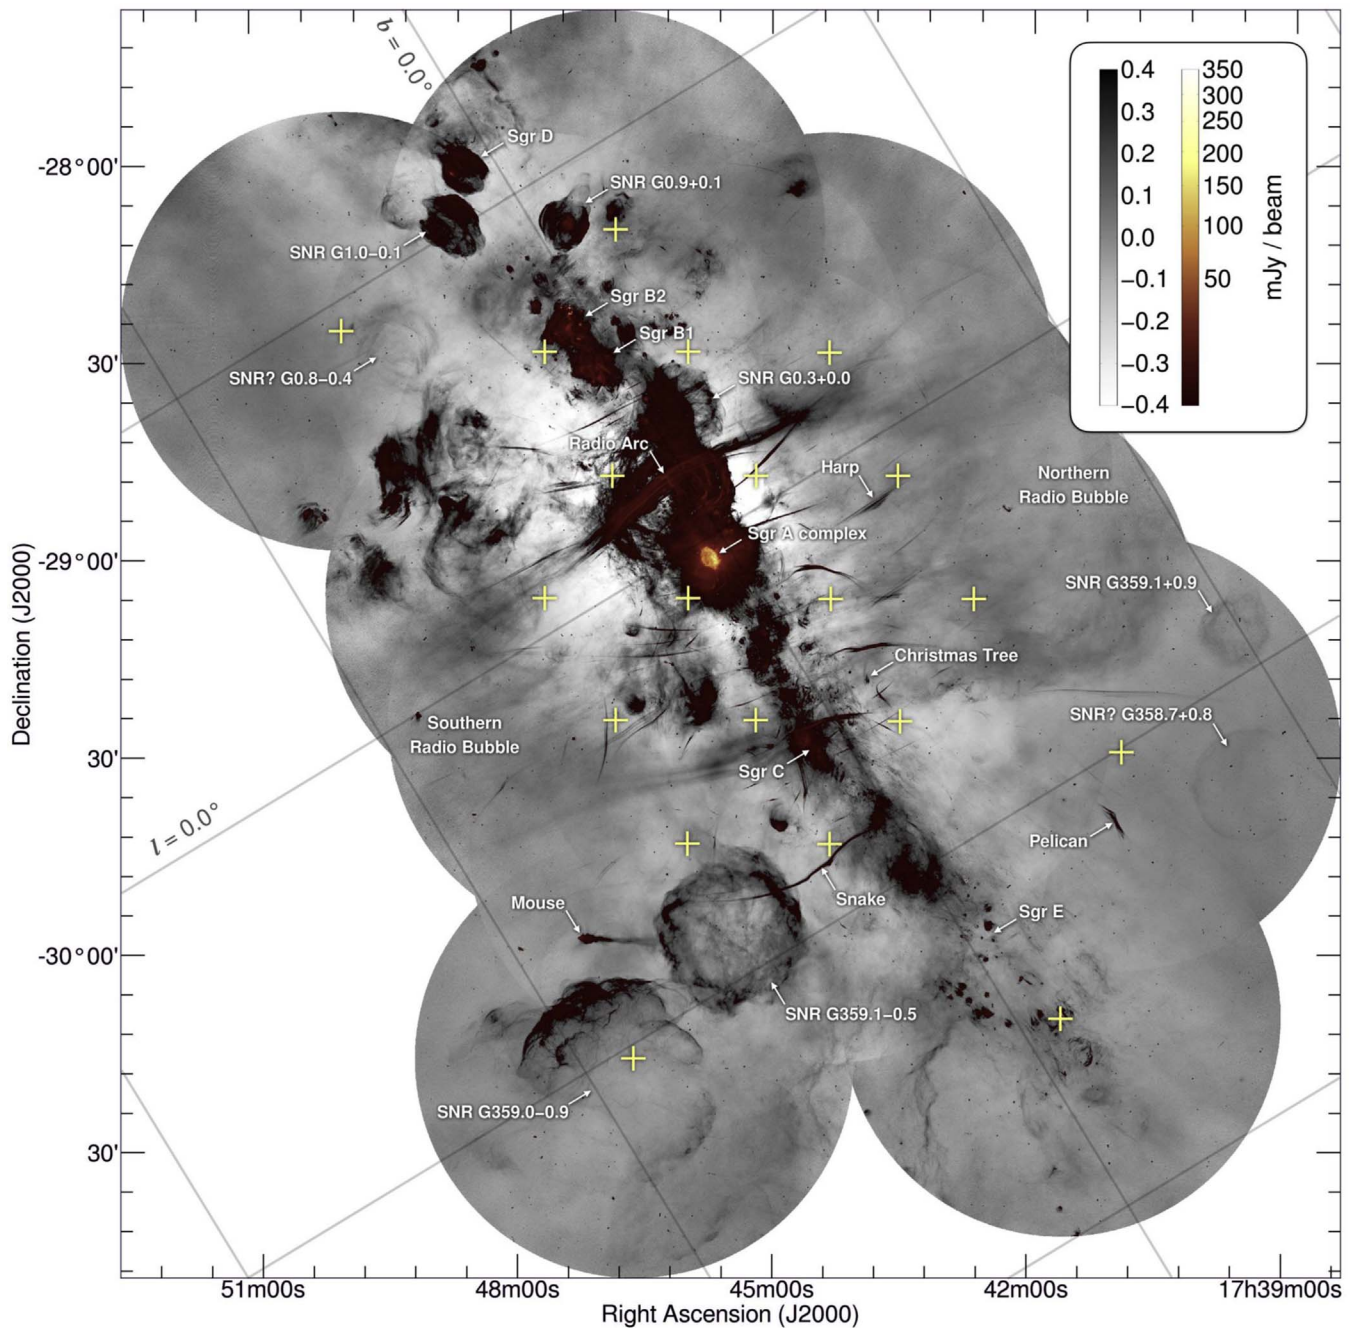 b = 0.0°
0.4
0.3
0.2
0.1
0.0
−0.1
−0.2
−0.3
−0.4
350
300
250
200
150
100
50
mJy / beam
Sgr D
-28°00'
SNR G0.9+0.1
SNR G1.0−0.1
Sgr B2
Sgr B1
30'
SNR? G0.8−0.4
SNR G0.3+0.0
Radio Arc
Harp
Northern
Radio Bubble
Sgr A complex
-29°00'
SNR G359.1+0.9
Christmas Tree
Southern
Radio Bubble
SNR? G358.7+0.8
30'
Sgr C
l = 0.0°
Pelican
Snake
Mouse
Sgr E
-30°00'
SNR G359.1−0.5
SNR G359.0−0.9
30'
Declination (J2000)
51m00s
48m00s
45m00s
42m00s
17h39m00s
Right Ascension (J2000)